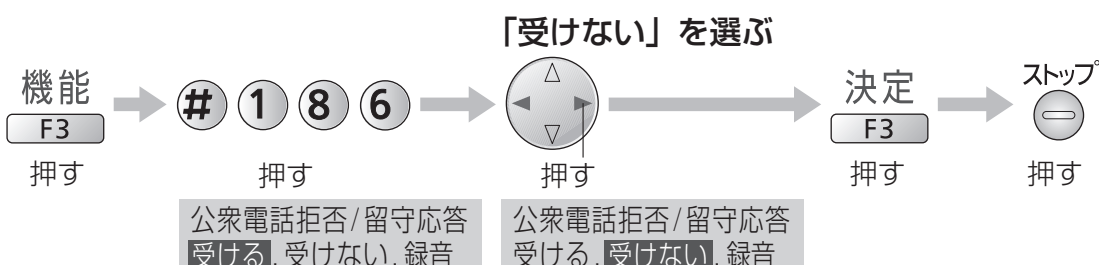 「受けない」を選ぶ
機能
F3
押す
#186
押す
公衆電話拒否/留守応答
受ける,受けない,録音
押す
公衆電話拒否/留守応答
受ける,受けない,録音
決定
F3
押す
ストップ
押す